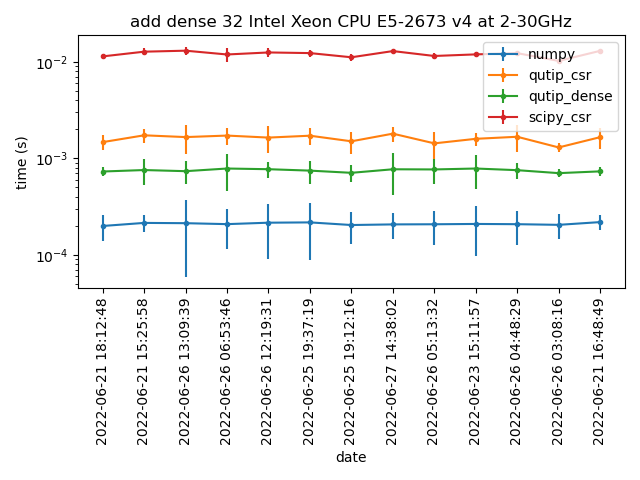 add dense 32 Intel Xeon CPU E5-2673 v4 at 2-30GHz
numpy
qutip_csr
qutip_dense
scipy_csr
time (s)
10⁻²
10⁻³
10⁻⁴
2022-06-21 18:12:48
2022-06-21 15:25:58
2022-06-26 13:09:39
2022-06-26 06:53:46
2022-06-26 12:19:31
2022-06-25 19:37:19
2022-06-25 19:12:16
2022-06-27 14:38:02
2022-06-26 05:13:32
2022-06-23 15:11:57
2022-06-26 04:48:29
2022-06-26 03:08:16
2022-06-21 16:48:49
date